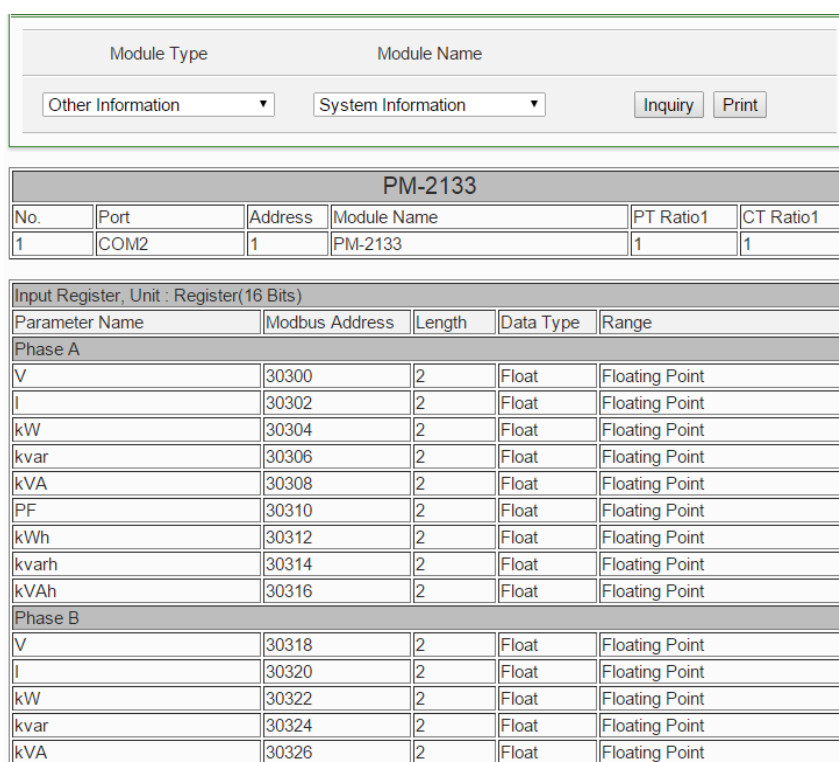 Module Type Module Name
Other Information System Information Inquiry Print
PM-2133
No. Port Address Module Name PT Ratio1 CT Ratio1
1 COM2 1 PM-2133 1 1
Input Register, Unit : Register(16 Bits)
Parameter Name Modbus Address Length Data Type Range
Phase A
V 30300 2 Float Floating Point
I 30302 2 Float Floating Point
kW 30304 2 Float Floating Point
kvar 30306 2 Float Floating Point
kVA 30308 2 Float Floating Point
PF 30310 2 Float Floating Point
kWh 30312 2 Float Floating Point
kvarh 30314 2 Float Floating Point
kVAh 30316 2 Float Floating Point
Phase B
V 30318 2 Float Floating Point
I 30320 2 Float Floating Point
kW 30322 2 Float Floating Point
kvar 30324 2 Float Floating Point
kVA 30326 2 Float Floating Point